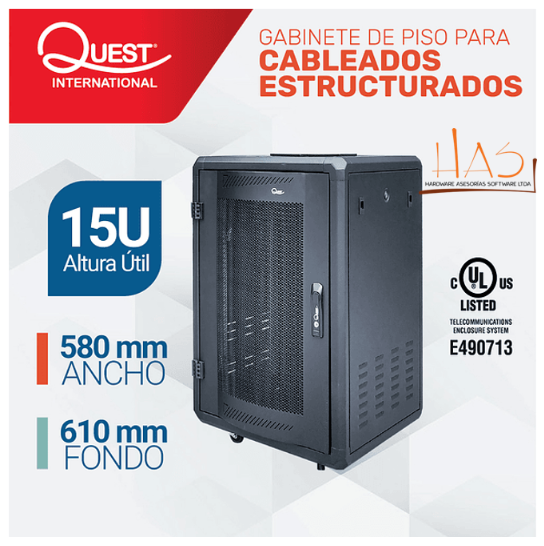 QUEST
INTERNATIONAL
GABINETE DE PISO PARA
CABLEADOS
ESTRUCTURADOS
HAS
HARDWARE ASESORÍAS SOFTWARE LTDA
15U
Altura Útil
QUEST
580 mm
ANCHO
610 mm
FONDO
C UL US
LISTED
TELECOMMUNICATIONS
ENCLOSURE SYSTEM
E490713